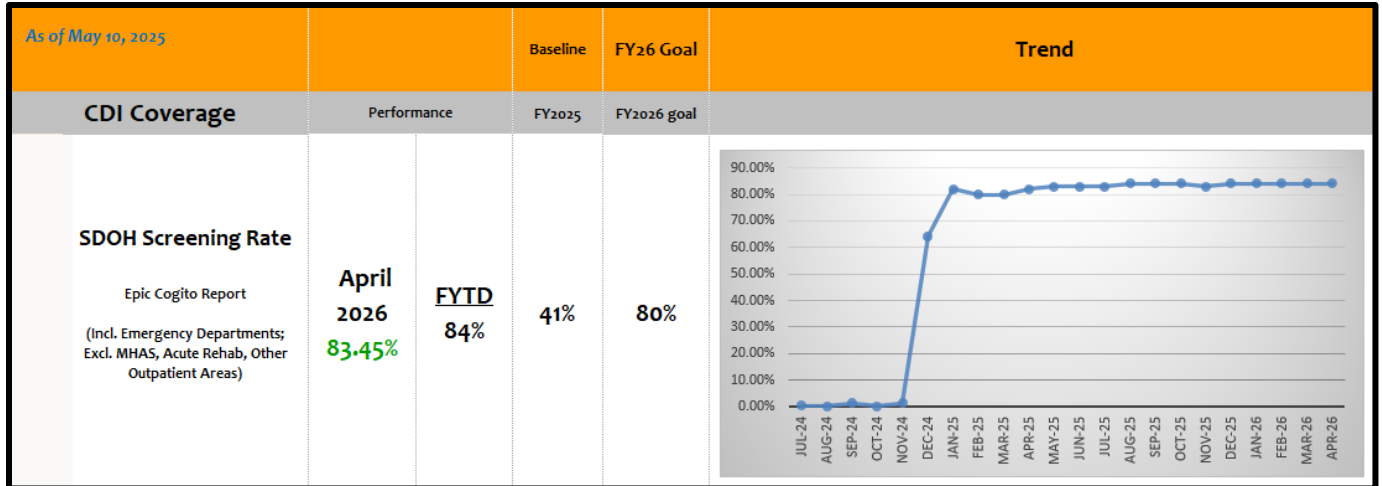 As of May 10, 2025
Baseline
FY26 Goal
Trend
CDI Coverage
Performance
FY2025
FY2026 goal
SDOH Screening Rate
Epic Cogito Report
(Incl. Emergency Departments;
Excl. MHAS, Acute Rehab, Other
Outpatient Areas)
April
2026
83.45%
FYTD
84%
41%
80%
90.00%
80.00%
70.00%
60.00%
50.00%
40.00%
30.00%
20.00%
10.00%
0.00%
JUL-24
AUG-24
SEP-24
OCT-24
NOV-24
DEC-24
JAN-25
FEB-25
MAR-25
APR-25
MAY-25
JUN-25
JUL-25
AUG-25
SEP-25
OCT-25
NOV-25
DEC-25
JAN-26
FEB-26
MAR-26
APR-26